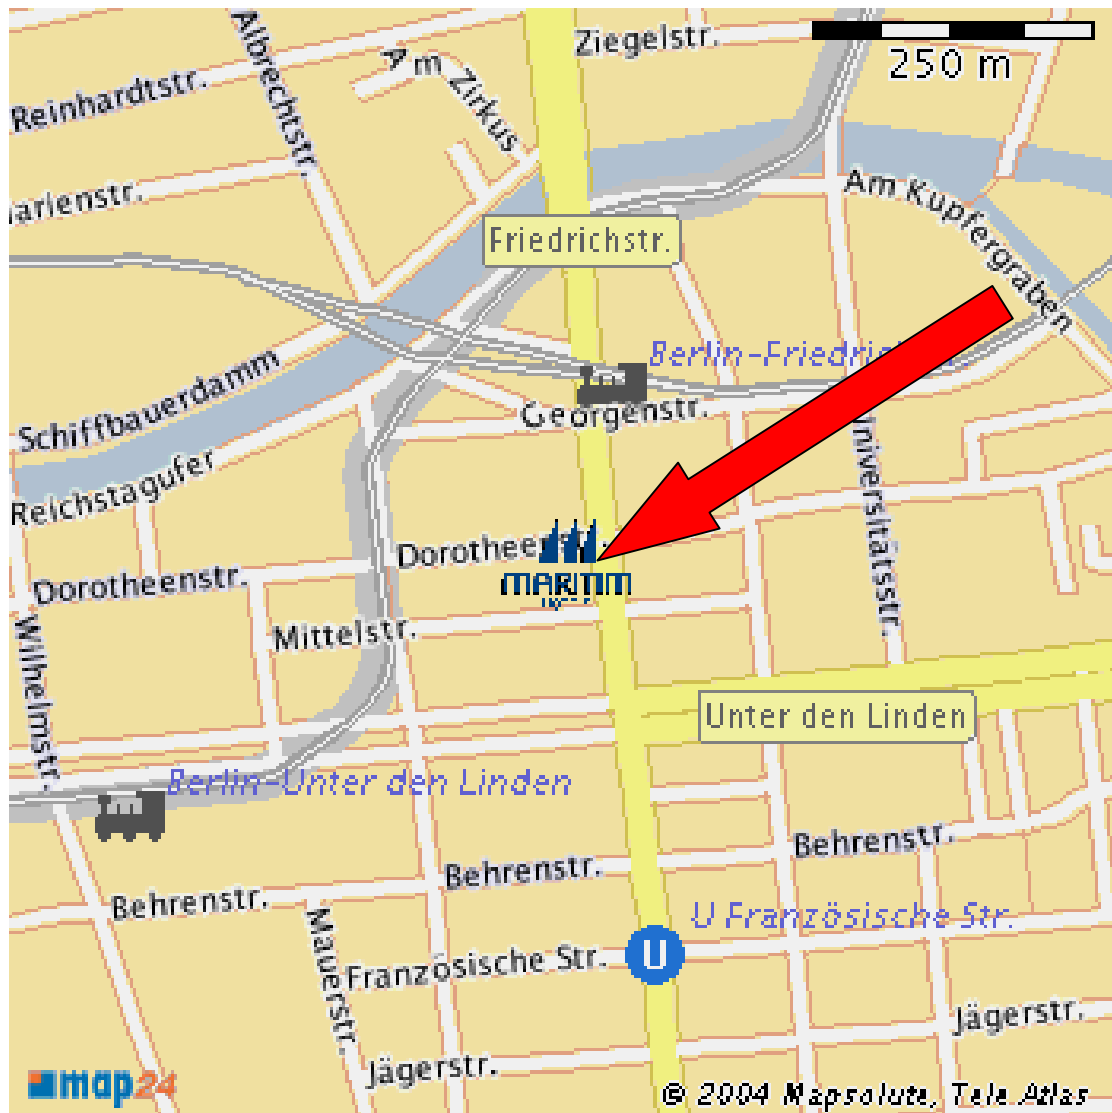 Albrechtstr.
Am Zirkus
Ziegelstr.
250 m
Reinhardtstr.
arienstr.
Am Kupfergraben
Friedrichstr.
Berlin-Friedrich
Georgenstr.
Schiffbauerdamm
Universitätsstr.
Reichstagufer
Dorotheenstr.
MARITIM
Dorotheenstr.
Mittelstr.
Wilhelmstr.
Unter den Linden
Berlin-Unter den Linden
Behrenstr.
Behrenstr.
Behrenstr.
Mauerstr.
U Französische Str.
U
Französische Str.
Jägerstr.
Jägerstr.
map24
© 2004 Mapsolute, Tele Atlas